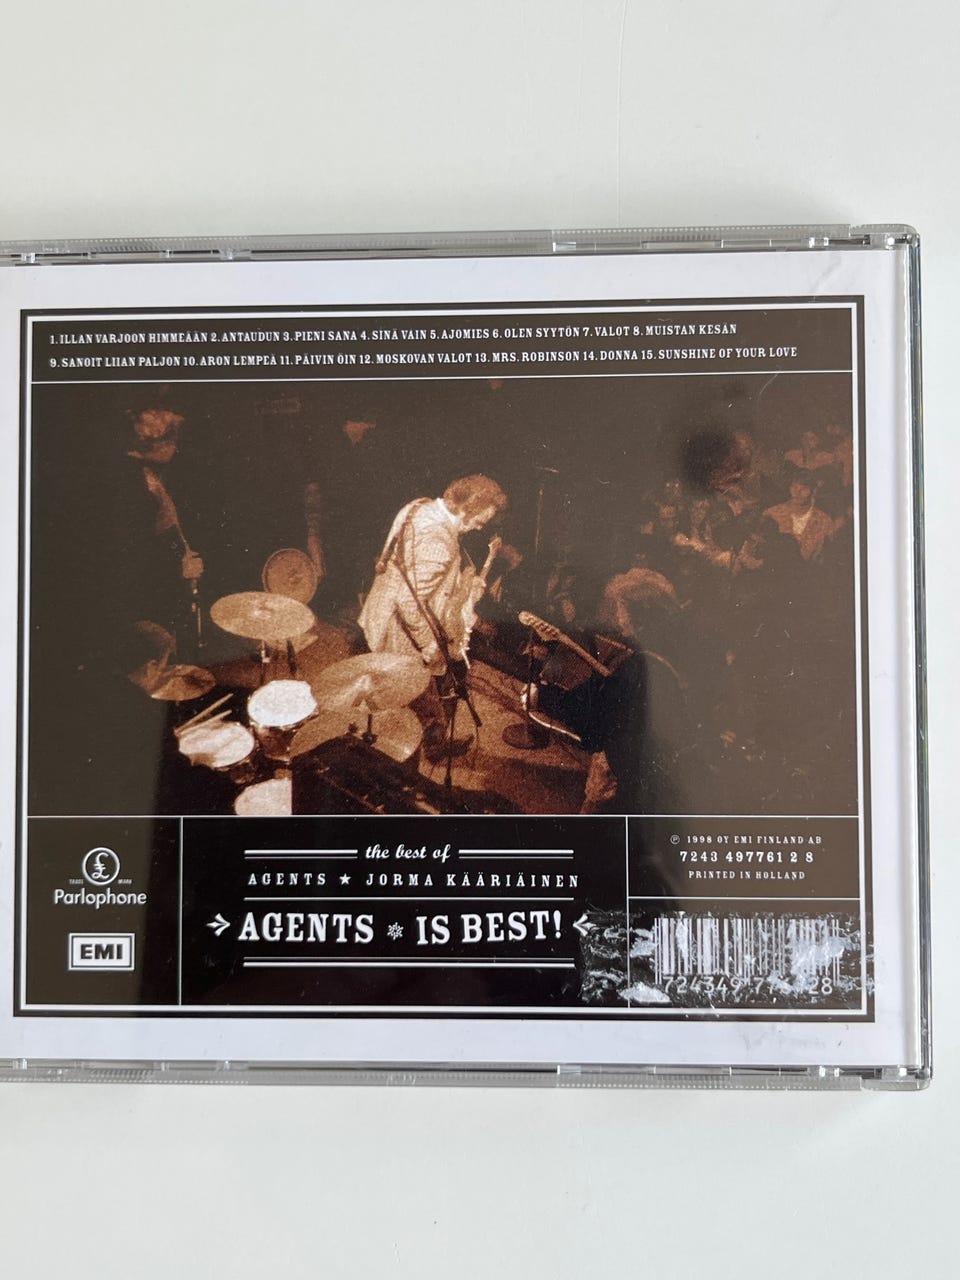 1. ILLAN VARJOON HIMMEÄÄN 2. ANTAUDUN 3. PIENI SANA 4. SINÄ VAIN 5. AJOMIES 6. OLEN SYYTÖN 7. VALOT 8. MUISTAN KESÄN
9. SANOIT LIIAN PALJON 10. ARON LEMPEÄ 11. PÄIVIN ÖIN 12. MOSKOVAN VALOT 13. MRS. ROBINSON 14. DONNA 15. SUNSHINE OF YOUR LOVE
£
TRADE MARK
Parlophone
EMI
the best of
AGENTS ★ JORMA KÄÄRIÄINEN
AGENTS IS BEST!
℗ 1998 OY EMI FINLAND AB
7243 497761 2 8
PRINTED IN HOLLAND